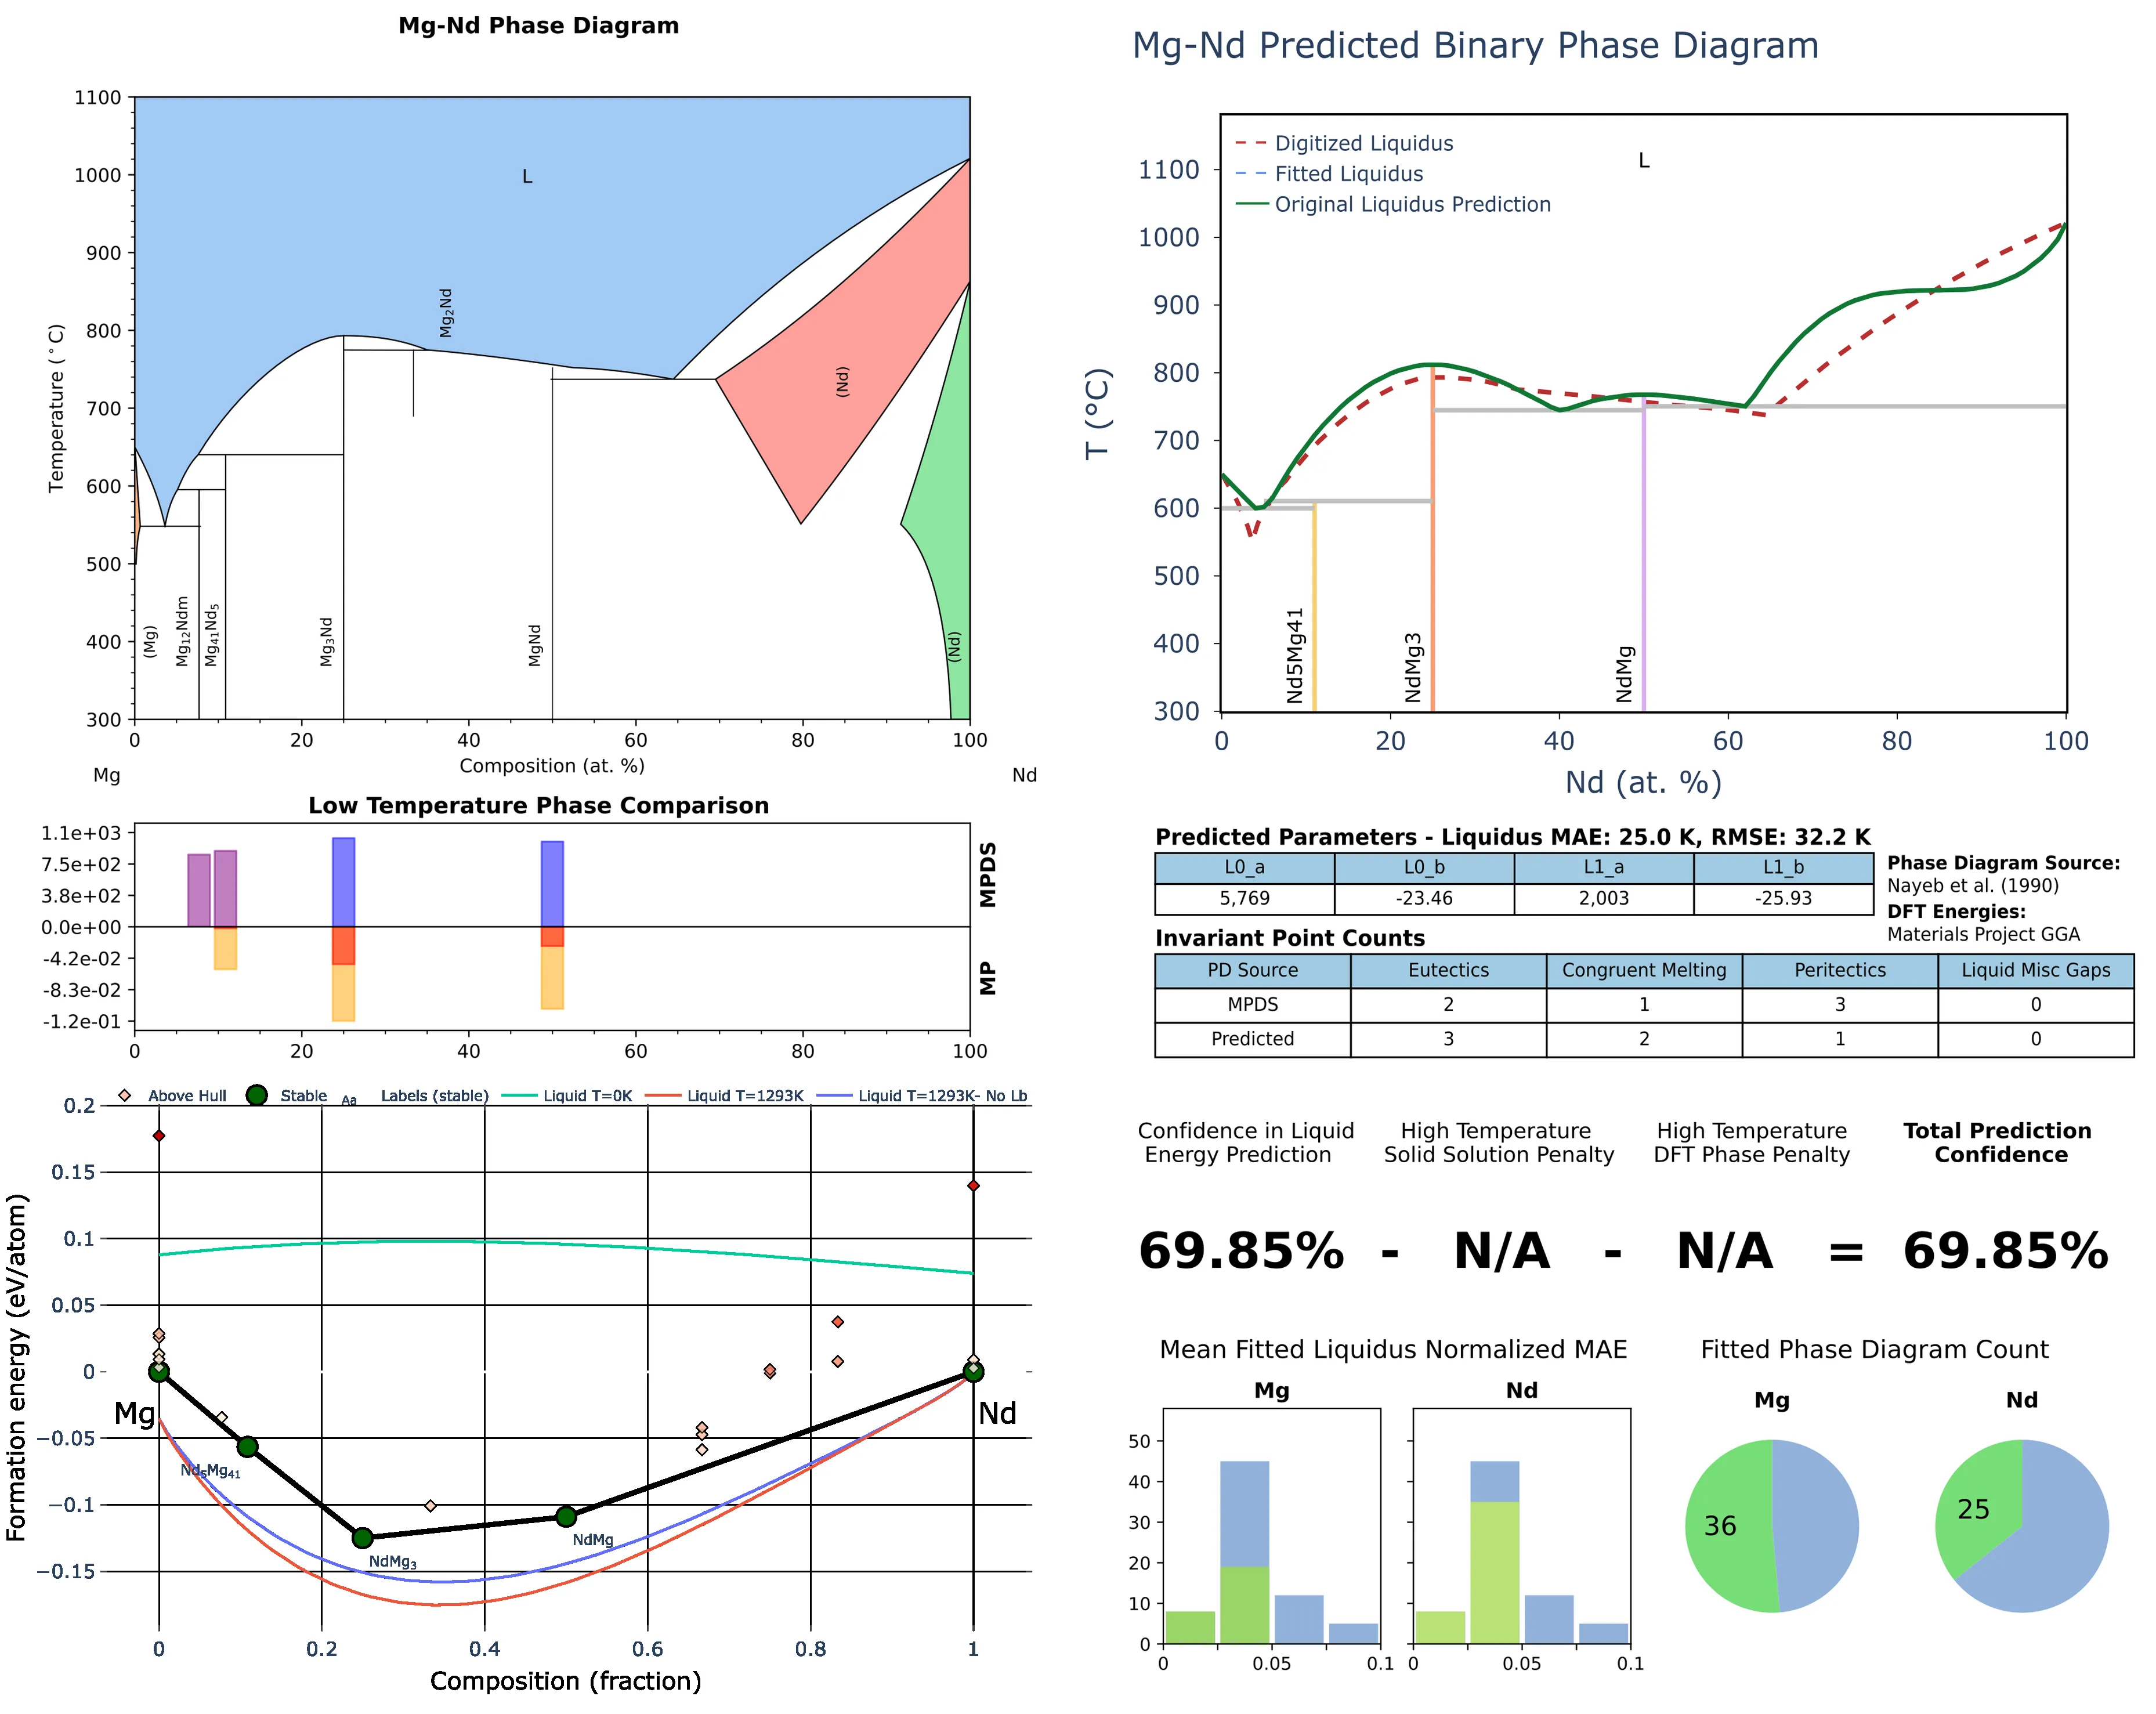 Mg-Nd Phase Diagram
1100
1000
900
800
700
600
500
400
300
Temperature (°C)
L
Mg2Nd
(Nd)
(Mg)
Mg12Ndm
Mg41Nd5
Mg3Nd
MgNd
(Nd)
0 20 40 60 80 100
Composition (at. %)
Mg
Nd
Low Temperature Phase Comparison
1.1e+03
7.5e+02
3.8e+02
0.0e+00
-4.2e-02
-8.3e-02
-1.2e-01
MPDS
MP
0 20 40 60 80 100
Above Hull Stable Aa Labels (stable) Liquid T=0K Liquid T=1293K Liquid T=1293K- No Lb
0.2
0.15
0.1
0.05
0
−0.05
−0.1
−0.15
Formation energy (eV/atom)
Mg
Nd
Nd5Mg41
NdMg3
NdMg
0 0.2 0.4 0.6 0.8 1
Composition (fraction)
Mg-Nd Predicted Binary Phase Diagram
Digitized Liquidus
Fitted Liquidus
Original Liquidus Prediction
L
1100
1000
900
800
700
600
500
400
300
T (°C)
Nd5Mg41
NdMg3
NdMg
0 20 40 60 80 100
Nd (at. %)
Predicted Parameters - Liquidus MAE: 25.0 K, RMSE: 32.2 K
L0_a L0_b L1_a L1_b
5,769 -23.46 2,003 -25.93
Phase Diagram Source:
Nayeb et al. (1990)
DFT Energies:
Materials Project GGA
Invariant Point Counts
PD Source Eutectics Congruent Melting Peritectics Liquid Misc Gaps
MPDS 2 1 3 0
Predicted 3 2 1 0
Confidence in Liquid
Energy Prediction
High Temperature
Solid Solution Penalty
High Temperature
DFT Phase Penalty
Total Prediction
Confidence
69.85% - N/A - N/A = 69.85%
Mean Fitted Liquidus Normalized MAE
Mg
Nd
50
40
30
20
10
0
0 0.05 0.1
0 0.05 0.1
Fitted Phase Diagram Count
Mg
Nd
36
25